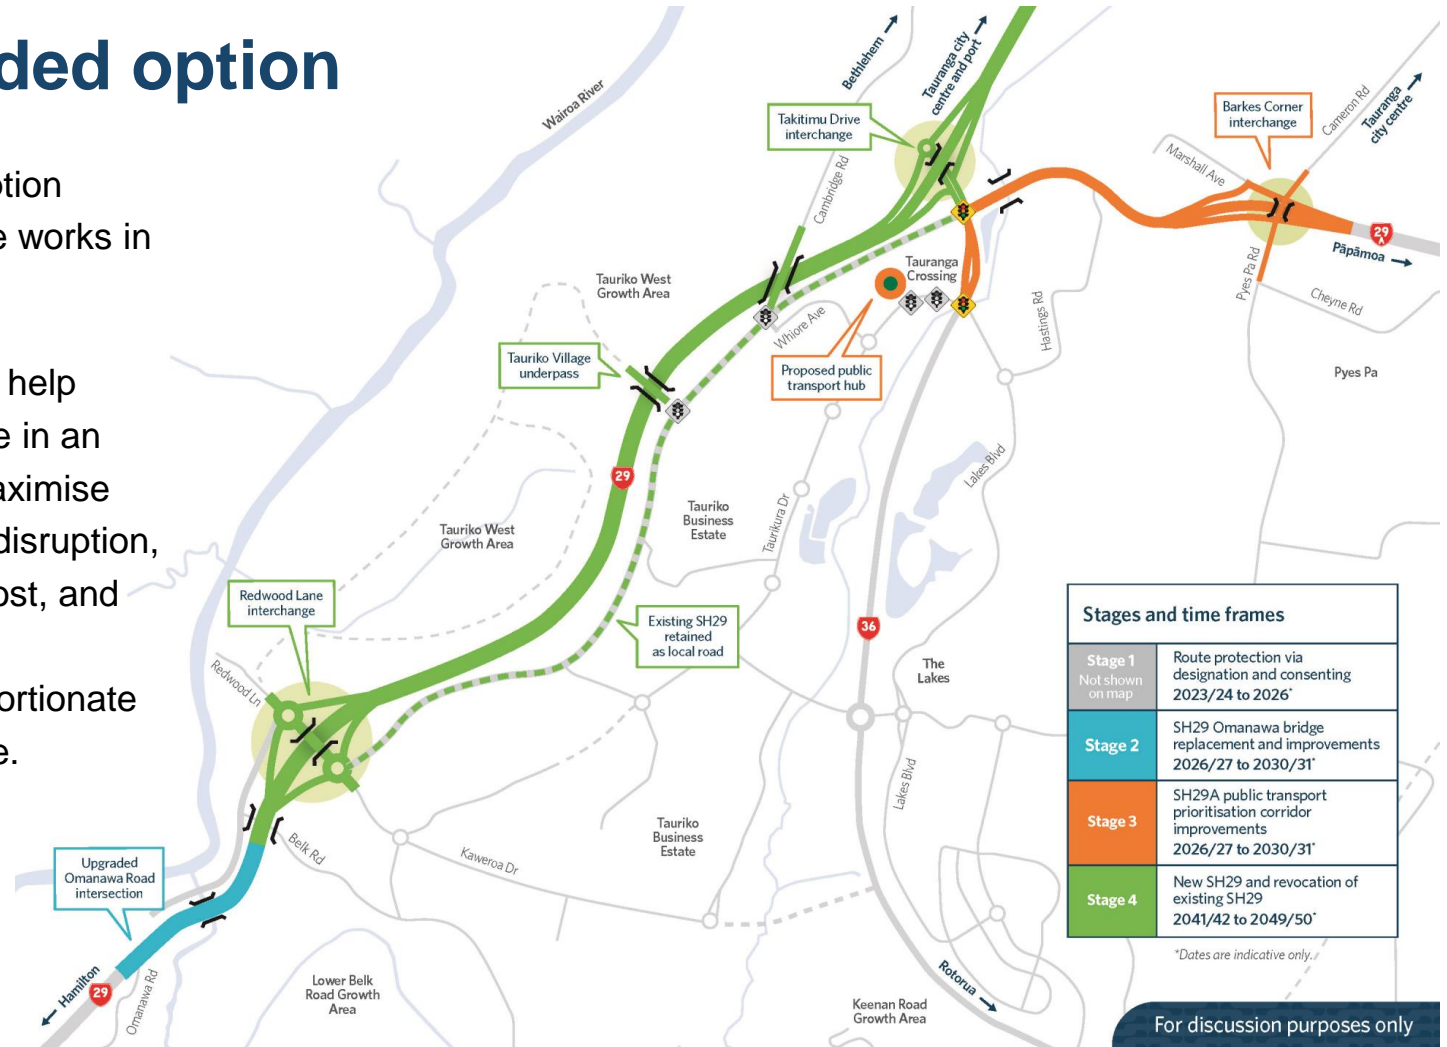 ded option
otion
e works in
help
e in an
aximise
disruption,
ost, and
ortionate
e.
Wairoa River
Bethlehem
Tauranga city
centre and port
Takitimu Drive
interchange
Cambridge Rd
Barkes Corner
interchange
Cameron Rd
Tauranga
city centre
Marshall Ave
29
A
Pāpāmoa
Pyes Pa Rd
Cheyne Rd
Pyes Pa
Tauriko West
Growth Area
Tauranga
Crossing
Whiore Ave
Hastings Rd
Tauriko Village
underpass
Proposed public
transport hub
29
Tauriko West
Growth Area
Tauriko
Business
Estate
Taurikura Dr
Lakes Blvd
Redwood Lane
interchange
Existing SH29
retained
as local road
36
Redwood Ln
The
Lakes
Lakes Blvd
Belk Rd
Kaweroa Dr
Tauriko
Business
Estate
Upgraded
Omanawa Road
intersection
Hamilton
29
Omanawa Rd
Lower Belk
Road Growth
Area
Keenan Road
Growth Area
Rotorua
Stages and time frames
Stage 1
Not shown
on map
Route protection via
designation and consenting
2023/24 to 2026*
Stage 2
SH29 Omanawa bridge
replacement and improvements
2026/27 to 2030/31*
Stage 3
SH29A public transport
prioritisation corridor
improvements
2026/27 to 2030/31*
Stage 4
New SH29 and revocation of
existing SH29
2041/42 to 2049/50*
*Dates are indicative only.
For discussion purposes only